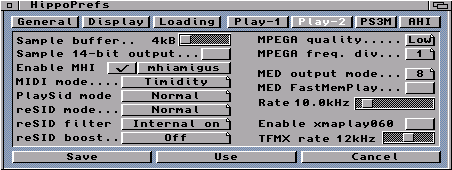 HippoPrefs
General Display Loading Play-1 Play-2 PS3M AHI
Sample buffer.. 4kB
Sample 14-bit output...
Enable MHI mhiamigus
MIDI mode.... Timidity
PlaySid mode Normal
reSID mode... Normal
reSID filter Internal on
reSID boost.. Off
MPEGA quality..... Low
MPEGA freq. div... 1
MED output mode... 8
MED FastMemPlay...
Rate 10.0kHz
Enable xmaplay060
TFMX rate 12kHz
Save Use Cancel